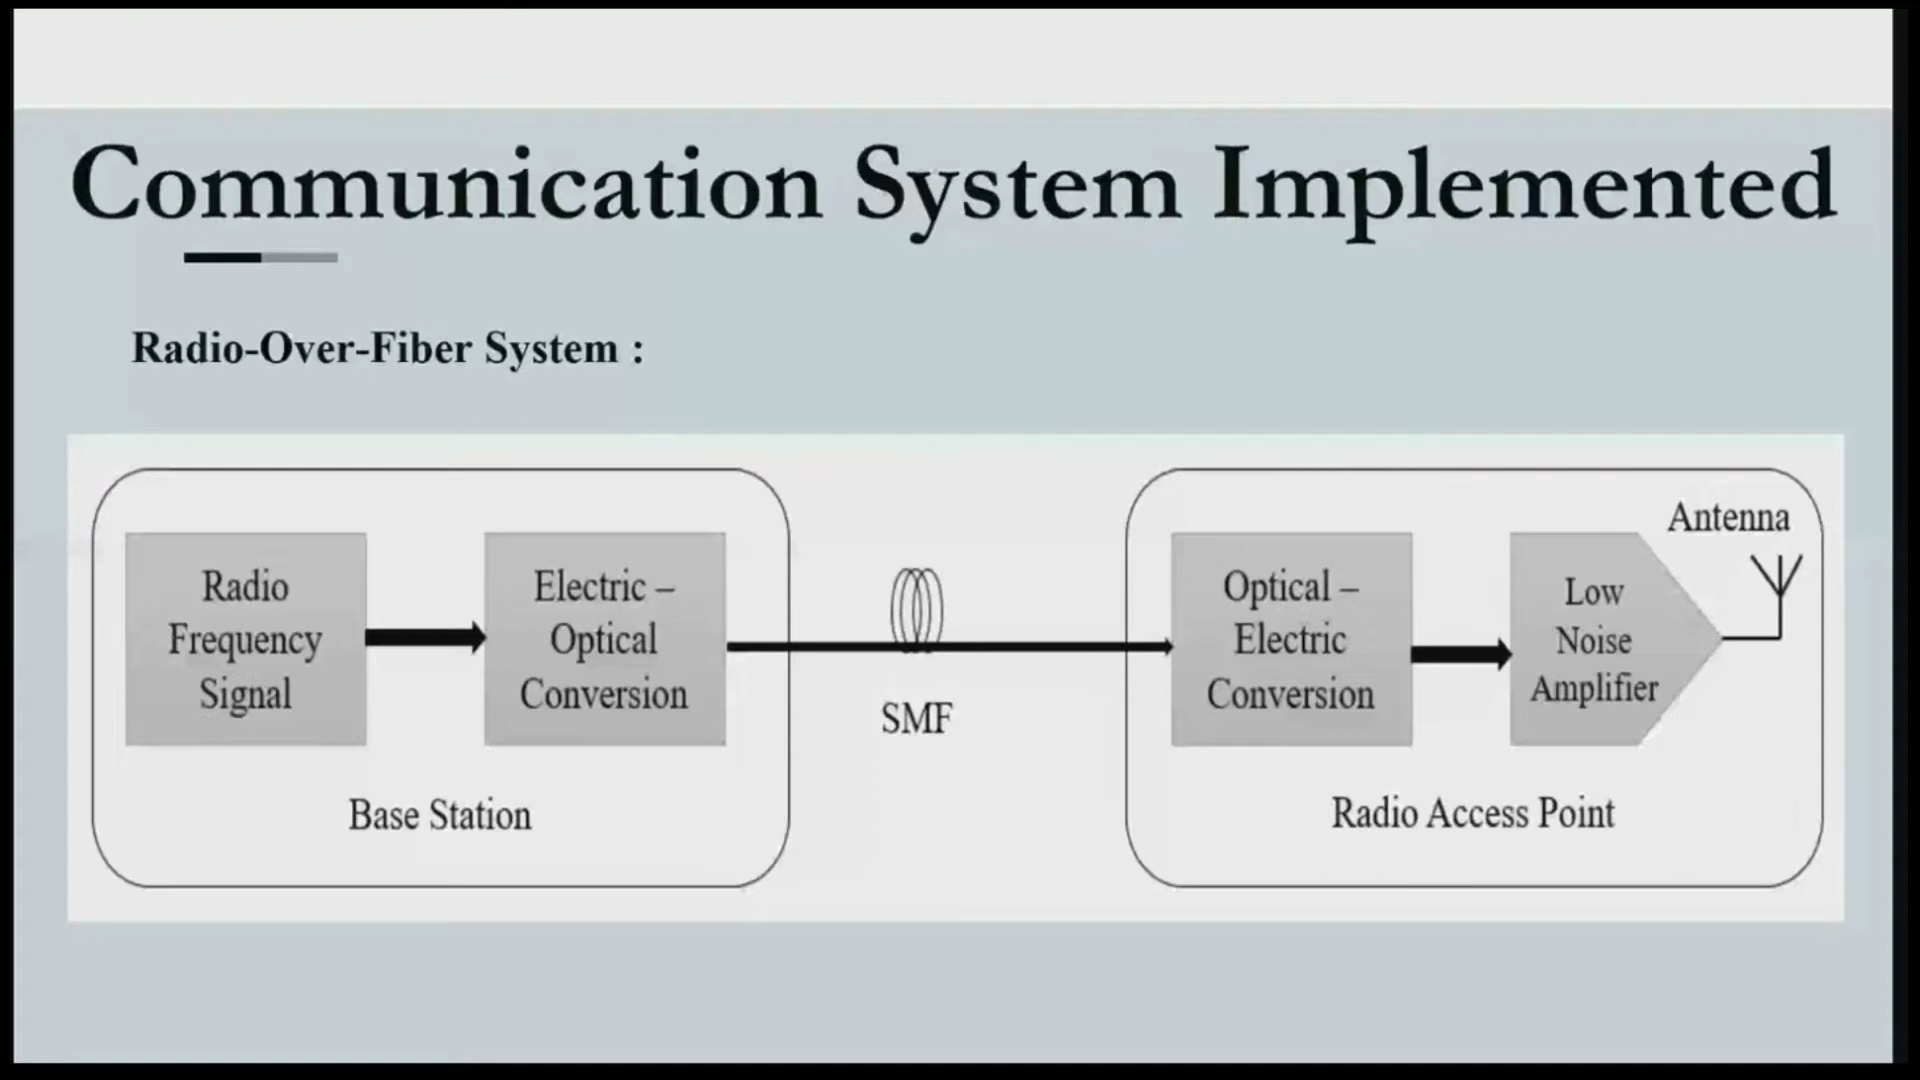 Communication System Implemented
Radio-Over-Fiber System :
Radio
Frequency
Signal
Electric –
Optical
Conversion
Base Station
SMF
Optical –
Electric
Conversion
Low
Noise
Amplifier
Antenna
Radio Access Point